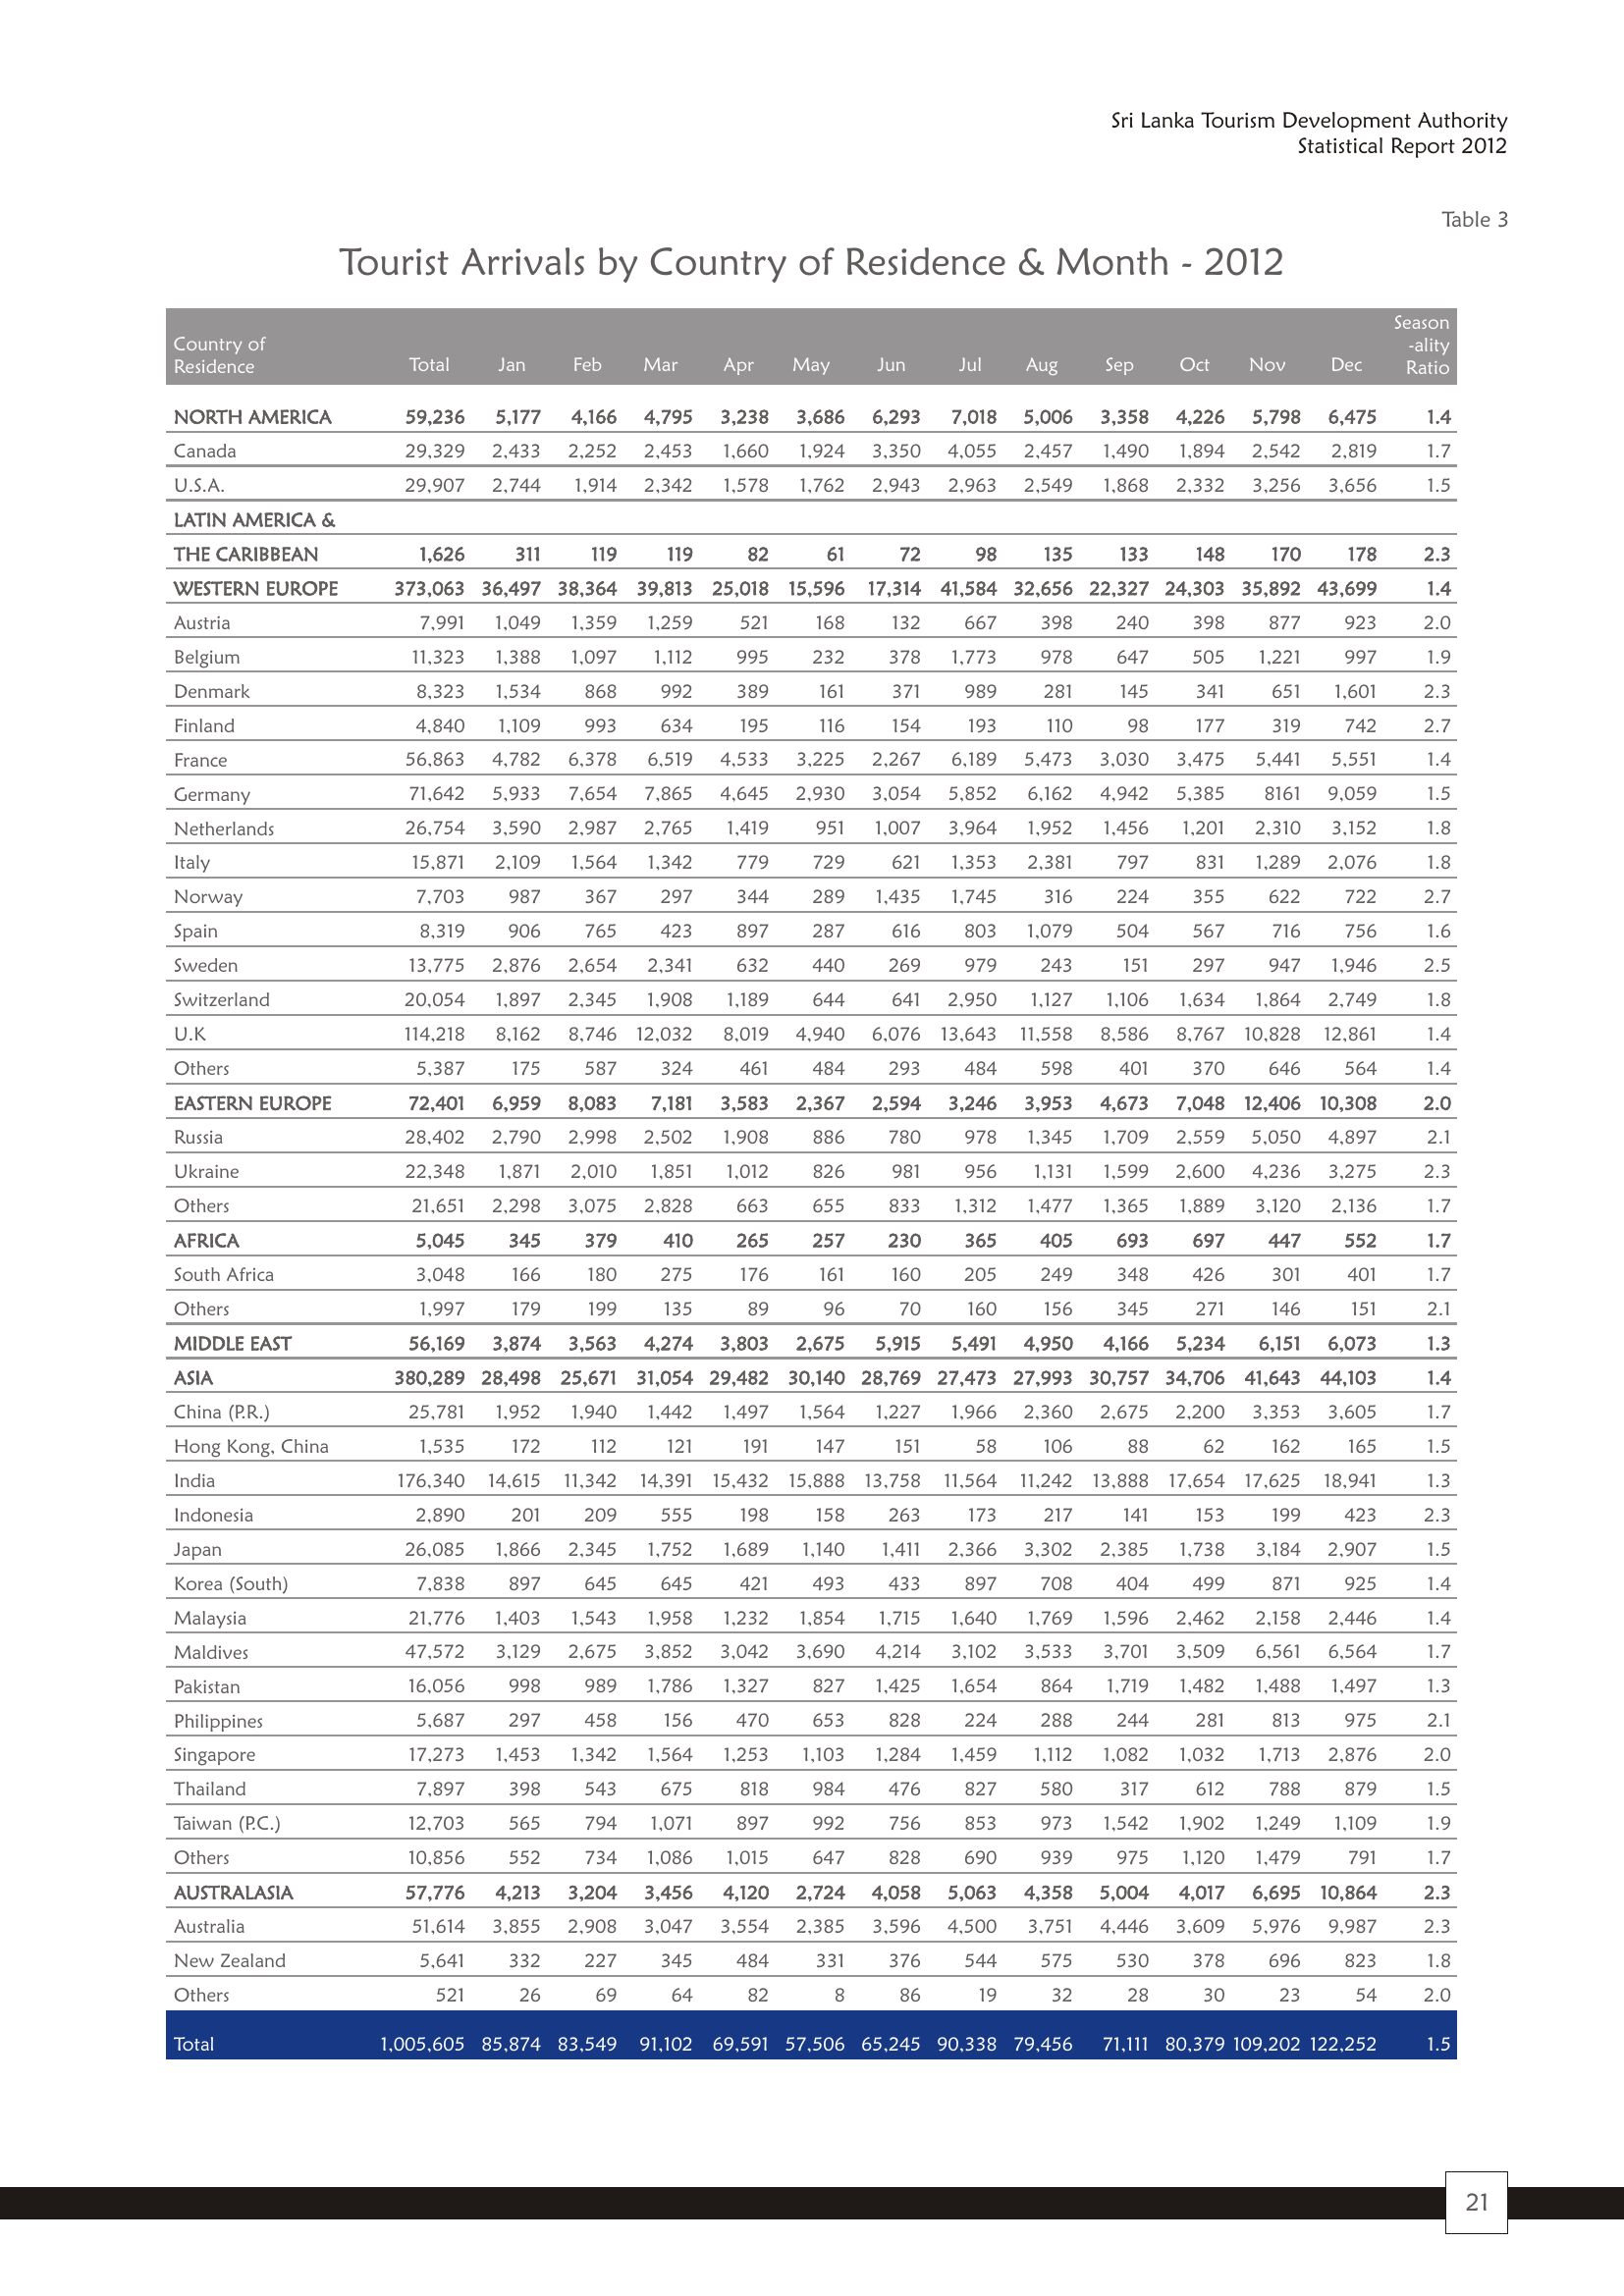 Sri Lanka Tourism Development Authority
Statistical Report 2012
Table 3
Tourist Arrivals by Country of Residence & Month - 2012
Country of Residence Total Jan Feb Mar Apr May Jun Jul Aug Sep Oct Nov Dec Season-ality Ratio
NORTH AMERICA 59,236 5,177 4,166 4,795 3,238 3,686 6,293 7,018 5,006 3,358 4,226 5,798 6,475 1.4
Canada 29,329 2,433 2,252 2,453 1,660 1,924 3,350 4,055 2,457 1,490 1,894 2,542 2,819 1.7
U.S.A. 29,907 2,744 1,914 2,342 1,578 1,762 2,943 2,963 2,549 1,868 2,332 3,256 3,656 1.5
LATIN AMERICA &
THE CARIBBEAN 1,626 311 119 119 82 61 72 98 135 133 148 170 178 2.3
WESTERN EUROPE 373,063 36,497 38,364 39,813 25,018 15,596 17,314 41,584 32,656 22,327 24,303 35,892 43,699 1.4
Austria 7,991 1,049 1,359 1,259 521 168 132 667 398 240 398 877 923 2.0
Belgium 11,323 1,388 1,097 1,112 995 232 378 1,773 978 647 505 1,221 997 1.9
Denmark 8,323 1,534 868 992 389 161 371 989 281 145 341 651 1,601 2.3
Finland 4,840 1,109 993 634 195 116 154 193 110 98 177 319 742 2.7
France 56,863 4,782 6,378 6,519 4,533 3,225 2,267 6,189 5,473 3,030 3,475 5,441 5,551 1.4
Germany 71,642 5,933 7,654 7,865 4,645 2,930 3,054 5,852 6,162 4,942 5,385 8161 9,059 1.5
Netherlands 26,754 3,590 2,987 2,765 1,419 951 1,007 3,964 1,952 1,456 1,201 2,310 3,152 1.8
Italy 15,871 2,109 1,564 1,342 779 729 621 1,353 2,381 797 831 1,289 2,076 1.8
Norway 7,703 987 367 297 344 289 1,435 1,745 316 224 355 622 722 2.7
Spain 8,319 906 765 423 897 287 616 803 1,079 504 567 716 756 1.6
Sweden 13,775 2,876 2,654 2,341 632 440 269 979 243 151 297 947 1,946 2.5
Switzerland 20,054 1,897 2,345 1,908 1,189 644 641 2,950 1,127 1,106 1,634 1,864 2,749 1.8
U.K 114,218 8,162 8,746 12,032 8,019 4,940 6,076 13,643 11,558 8,586 8,767 10,828 12,861 1.4
Others 5,387 175 587 324 461 484 293 484 598 401 370 646 564 1.4
EASTERN EUROPE 72,401 6,959 8,083 7,181 3,583 2,367 2,594 3,246 3,953 4,673 7,048 12,406 10,308 2.0
Russia 28,402 2,790 2,998 2,502 1,908 886 780 978 1,345 1,709 2,559 5,050 4,897 2.1
Ukraine 22,348 1,871 2,010 1,851 1,012 826 981 956 1,131 1,599 2,600 4,236 3,275 2.3
Others 21,651 2,298 3,075 2,828 663 655 833 1,312 1,477 1,365 1,889 3,120 2,136 1.7
AFRICA 5,045 345 379 410 265 257 230 365 405 693 697 447 552 1.7
South Africa 3,048 166 180 275 176 161 160 205 249 348 426 301 401 1.7
Others 1,997 179 199 135 89 96 70 160 156 345 271 146 151 2.1
MIDDLE EAST 56,169 3,874 3,563 4,274 3,803 2,675 5,915 5,491 4,950 4,166 5,234 6,151 6,073 1.3
ASIA 380,289 28,498 25,671 31,054 29,482 30,140 28,769 27,473 27,993 30,757 34,706 41,643 44,103 1.4
China (P.R.) 25,781 1,952 1,940 1,442 1,497 1,564 1,227 1,966 2,360 2,675 2,200 3,353 3,605 1.7
Hong Kong, China 1,535 172 112 121 191 147 151 58 106 88 62 162 165 1.5
India 176,340 14,615 11,342 14,391 15,432 15,888 13,758 11,564 11,242 13,888 17,654 17,625 18,941 1.3
Indonesia 2,890 201 209 555 198 158 263 173 217 141 153 199 423 2.3
Japan 26,085 1,866 2,345 1,752 1,689 1,140 1,411 2,366 3,302 2,385 1,738 3,184 2,907 1.5
Korea (South) 7,838 897 645 645 421 493 433 897 708 404 499 871 925 1.4
Malaysia 21,776 1,403 1,543 1,958 1,232 1,854 1,715 1,640 1,769 1,596 2,462 2,158 2,446 1.4
Maldives 47,572 3,129 2,675 3,852 3,042 3,690 4,214 3,102 3,533 3,701 3,509 6,561 6,564 1.7
Pakistan 16,056 998 989 1,786 1,327 827 1,425 1,654 864 1,719 1,482 1,488 1,497 1.3
Philippines 5,687 297 458 156 470 653 828 224 288 244 281 813 975 2.1
Singapore 17,273 1,453 1,342 1,564 1,253 1,103 1,284 1,459 1,112 1,082 1,032 1,713 2,876 2.0
Thailand 7,897 398 543 675 818 984 476 827 580 317 612 788 879 1.5
Taiwan (P.C.) 12,703 565 794 1,071 897 992 756 853 973 1,542 1,902 1,249 1,109 1.9
Others 10,856 552 734 1,086 1,015 647 828 690 939 975 1,120 1,479 791 1.7
AUSTRALASIA 57,776 4,213 3,204 3,456 4,120 2,724 4,058 5,063 4,358 5,004 4,017 6,695 10,864 2.3
Australia 51,614 3,855 2,908 3,047 3,554 2,385 3,596 4,500 3,751 4,446 3,609 5,976 9,987 2.3
New Zealand 5,641 332 227 345 484 331 376 544 575 530 378 696 823 1.8
Others 521 26 69 64 82 8 86 19 32 28 30 23 54 2.0
Total 1,005,605 85,874 83,549 91,102 69,591 57,506 65,245 90,338 79,456 71,111 80,379 109,202 122,252 1.5
21